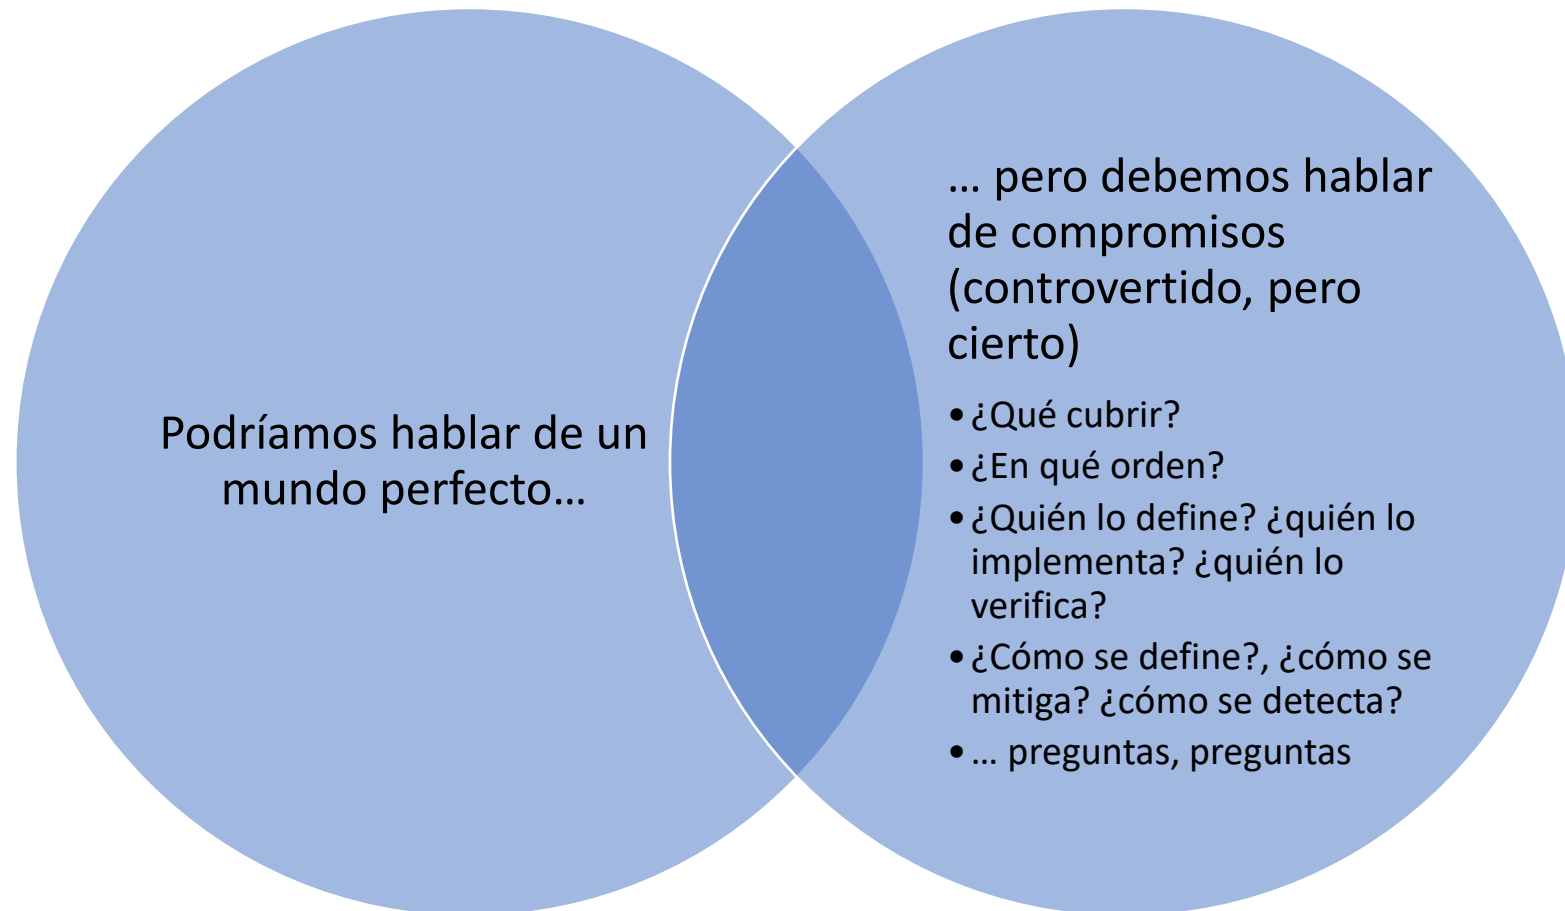 Podríamos hablar de un
mundo perfecto…
… pero debemos hablar
de compromisos
(controvertido, pero
cierto)
•¿Qué cubrir?
•¿En qué orden?
•¿Quién lo define? ¿quién lo
implementa? ¿quién lo
verifica?
•¿Cómo se define?, ¿cómo se
mitiga? ¿cómo se detecta?
•… preguntas, preguntas